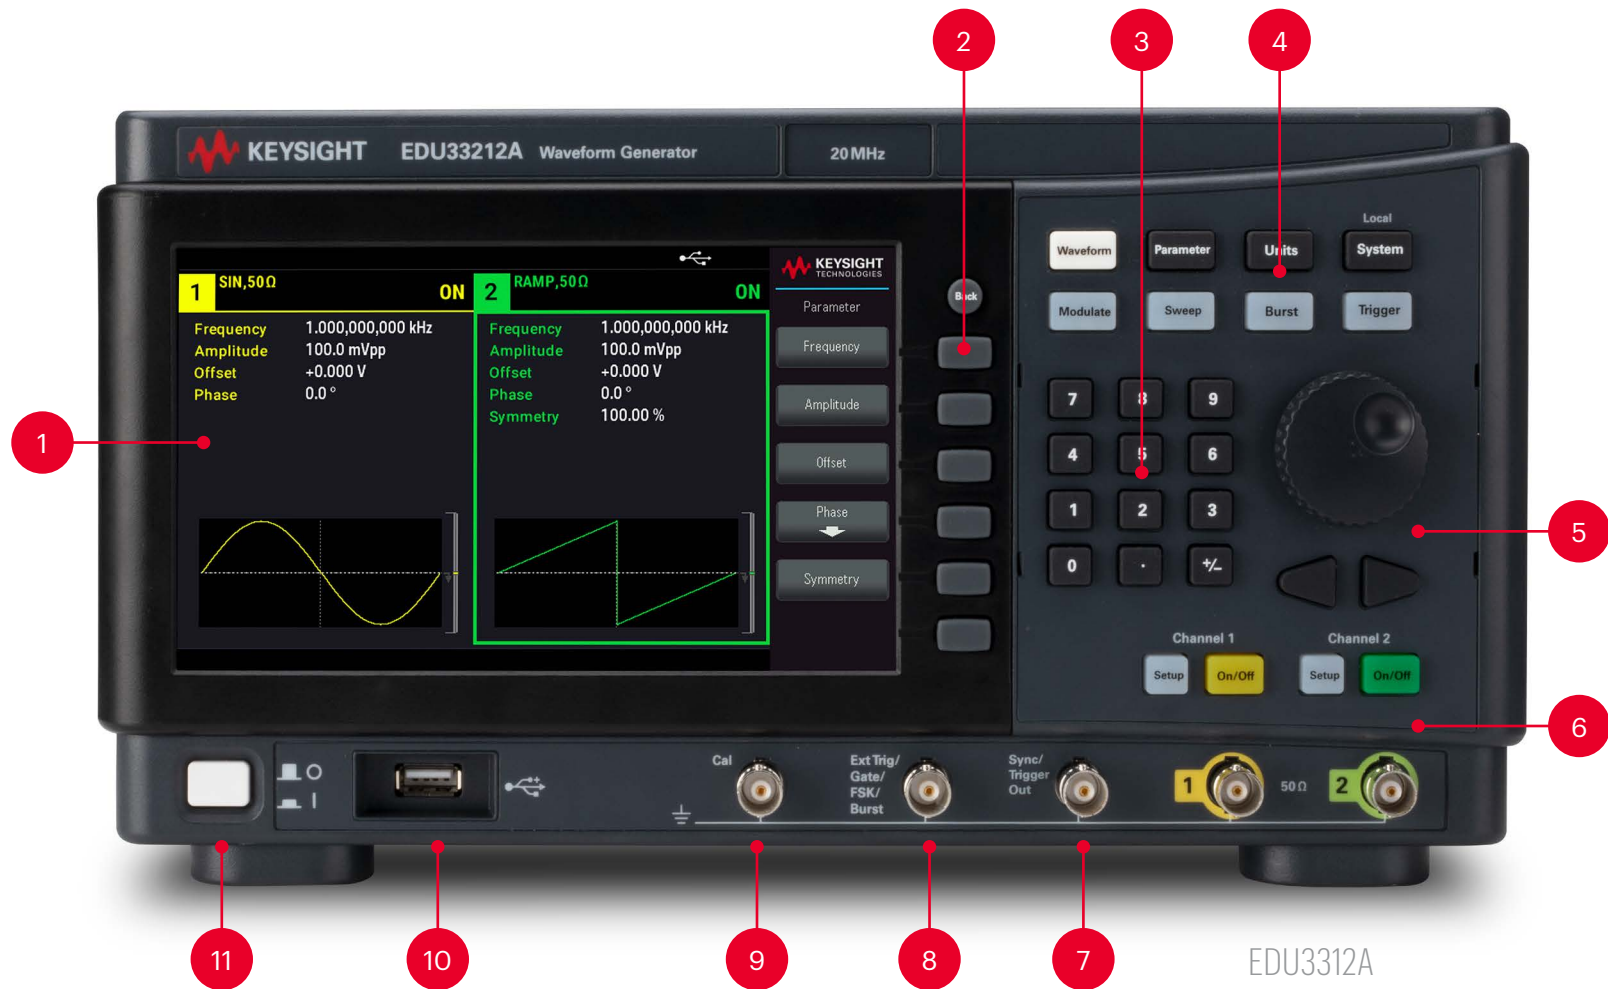 2
3
4
KEYSIGHT EDU33212A Waveform Generator 20 MHz
Local
Waveform Parameter Units System
Modulate Sweep Burst Trigger
1 SIN,50Ω ON
Frequency 1.000,000,000 kHz
Amplitude 100.0 mVpp
Offset +0.000 V
Phase 0.0 °
2 RAMP,50Ω ON
Frequency 1.000,000,000 kHz
Amplitude 100.0 mVpp
Offset +0.000 V
Phase 0.0 °
Symmetry 100.00 %
KEYSIGHT
TECHNOLOGIES
Parameter
Frequency
Amplitude
Offset
Phase
Symmetry
Back
7 8 9
4 5 6
1 2 3
0 . +/-
1
5
Channel 1 Channel 2
Setup On/Off Setup On/Off
6
Cal
Ext Trig/
Gate/
FSK/
Burst
Sync/
Trigger
Out
1 50 Ω 2
11
10
9
8
7
EDU3312A